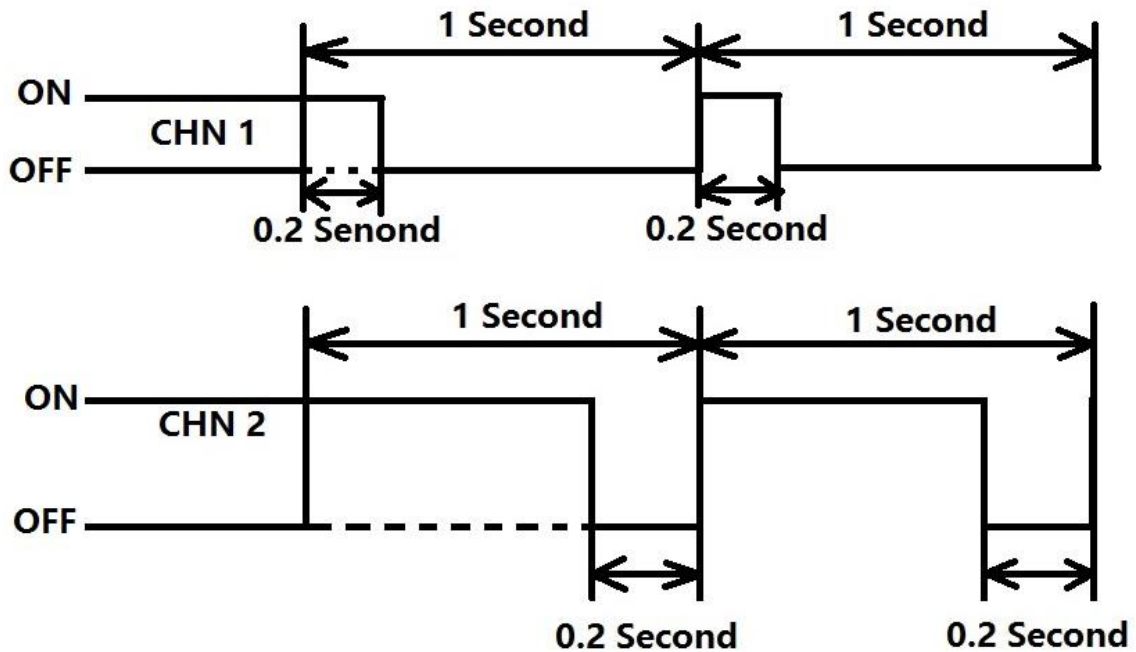 1 Second 1 Second
ON
CHN 1
OFF
0.2 Senond 0.2 Second
1 Second 1 Second
ON
CHN 2
OFF
0.2 Second 0.2 Second